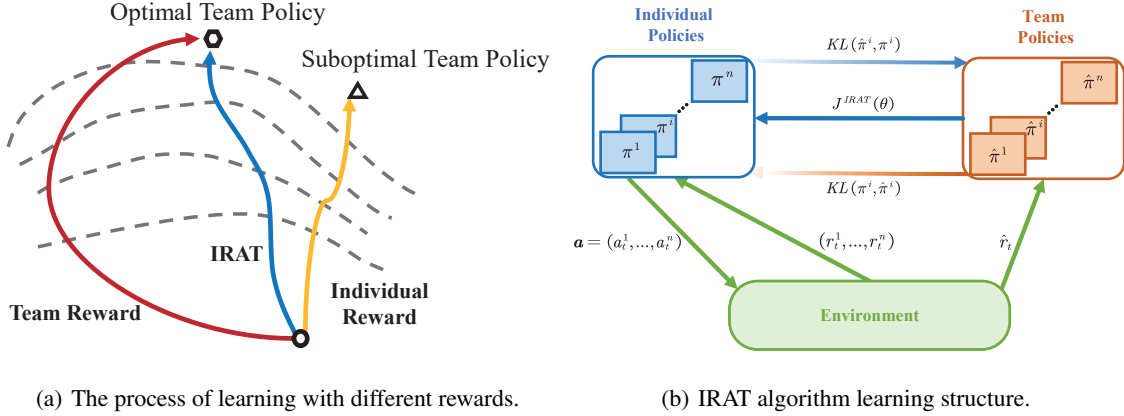 Optimal Team Policy
Suboptimal Team Policy
IRAT
Team Reward
Individual
Reward
(a) The process of learning with different rewards.
Individual
Policies
Team
Policies
KL(π̂^i, π^i)
π^n
π̂^n
J^{IRAT}(θ)
π^i
π̂^i
π^1
π̂^1
KL(π^i, π̂^i)
a = (a_t^1,...,a_t^n)
(r_t^1,...,r_t^n)
r̂_t
Environment
(b) IRAT algorithm learning structure.